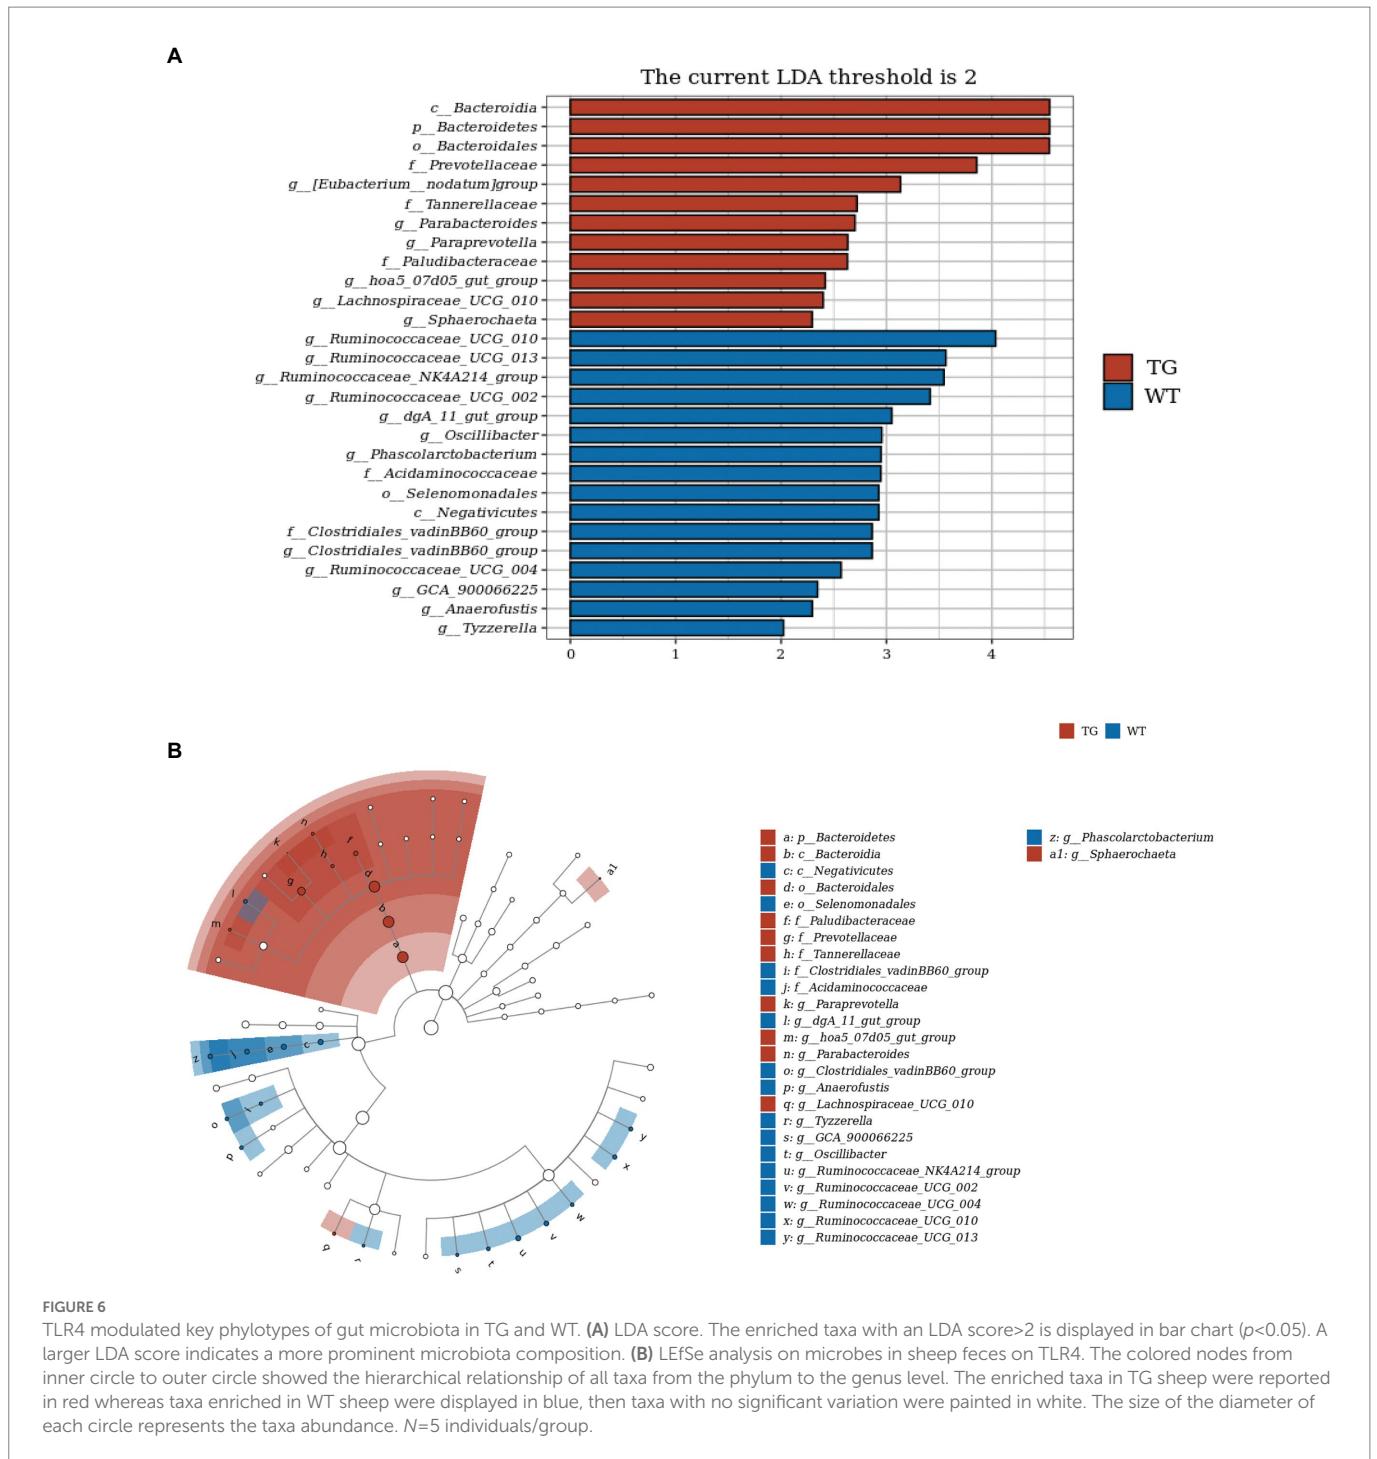 A
The current LDA threshold is 2
c__Bacteroidia
p__Bacteroidetes
o__Bacteroidales
f__Prevotellaceae
g__[Eubacterium__nodatum]group
f__Tannerellaceae
g__Parabacteroides
g__Paraprevotella
f__Paludibacteraceae
g__hoa5_07d05_gut_group
g__Lachnospiraceae_UCG_010
g__Sphaerochaeta
g__Ruminococcaceae_UCG_010
g__Ruminococcaceae_UCG_013
g__Ruminococcaceae_NK4A214_group
g__Ruminococcaceae_UCG_002
g__dgA_11_gut_group
g__Oscillibacter
g__Phascolarctobacterium
f__Acidaminococcaceae
o__Selenomonadales
c__Negativicutes
f__Clostridiales_vadinBB60_group
g__Clostridiales_vadinBB60_group
g__Ruminococcaceae_UCG_004
g__GCA_900066225
g__Anaerofustis
g__Tyzzerella
0 1 2 3 4
TG
WT
B
TG WT
n
k
f
h
d
g
l
b
m
a
a1
z j e c
i
o
p
q
r
s
t
u
v
w
x
y
a: p__Bacteroidetes
b: c__Bacteroidia
c: c__Negativicutes
d: o__Bacteroidales
e: o__Selenomonadales
f: f__Paludibacteraceae
g: f__Prevotellaceae
h: f__Tannerellaceae
i: f__Clostridiales_vadinBB60_group
j: f__Acidaminococcaceae
k: g__Paraprevotella
l: g__dgA_11_gut_group
m: g__hoa5_07d05_gut_group
n: g__Parabacteroides
o: g__Clostridiales_vadinBB60_group
p: g__Anaerofustis
q: g__Lachnospiraceae_UCG_010
r: g__Tyzzerella
s: g__GCA_900066225
t: g__Oscillibacter
u: g__Ruminococcaceae_NK4A214_group
v: g__Ruminococcaceae_UCG_002
w: g__Ruminococcaceae_UCG_004
x: g__Ruminococcaceae_UCG_010
y: g__Ruminococcaceae_UCG_013
z: g__Phascolarctobacterium
a1: g__Sphaerochaeta
FIGURE 6
TLR4 modulated key phylotypes of gut microbiota in TG and WT. (A) LDA score. The enriched taxa with an LDA score>2 is displayed in bar chart (p<0.05). A
larger LDA score indicates a more prominent microbiota composition. (B) LEfSe analysis on microbes in sheep feces on TLR4. The colored nodes from
inner circle to outer circle showed the hierarchical relationship of all taxa from the phylum to the genus level. The enriched taxa in TG sheep were reported
in red whereas taxa enriched in WT sheep were displayed in blue, then taxa with no significant variation were painted in white. The size of the diameter of
each circle represents the taxa abundance. N=5 individuals/group.